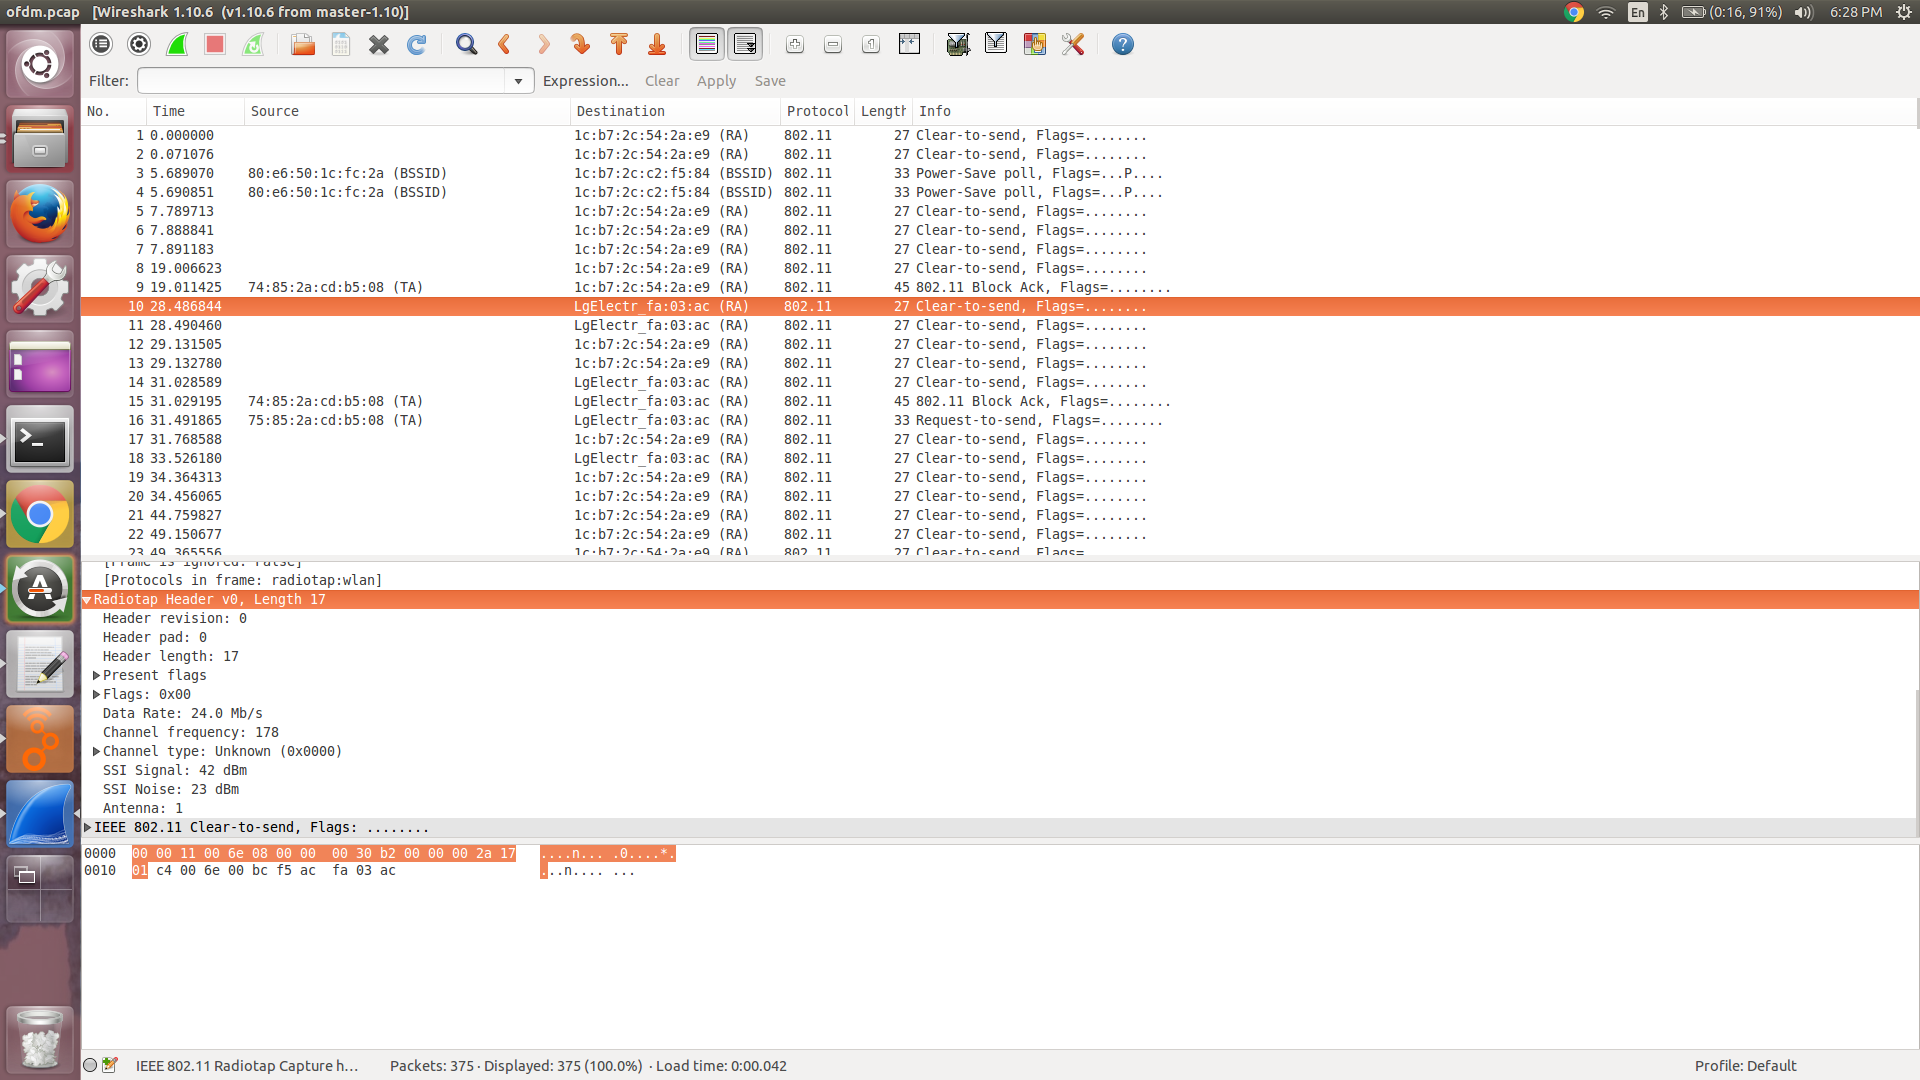 ofdm.pcap [Wireshark 1.10.6 (v1.10.6 from master-1.10)]
En (0:16, 91%) 6:28 PM
Filter: Expression... Clear Apply Save
No. Time Source Destination Protocol Length Info
1 0.000000 1c:b7:2c:54:2a:e9 (RA) 802.11 27 Clear-to-send, Flags=........
2 0.071076 1c:b7:2c:54:2a:e9 (RA) 802.11 27 Clear-to-send, Flags=........
3 5.689070 80:e6:50:1c:fc:2a (BSSID) 1c:b7:2c:c2:f5:84 (BSSID) 802.11 33 Power-Save poll, Flags=...P....
4 5.690851 80:e6:50:1c:fc:2a (BSSID) 1c:b7:2c:c2:f5:84 (BSSID) 802.11 33 Power-Save poll, Flags=...P....
5 7.789713 1c:b7:2c:54:2a:e9 (RA) 802.11 27 Clear-to-send, Flags=........
6 7.888841 1c:b7:2c:54:2a:e9 (RA) 802.11 27 Clear-to-send, Flags=........
7 7.891183 1c:b7:2c:54:2a:e9 (RA) 802.11 27 Clear-to-send, Flags=........
8 19.006623 1c:b7:2c:54:2a:e9 (RA) 802.11 27 Clear-to-send, Flags=........
9 19.011425 74:85:2a:cd:b5:08 (TA) 1c:b7:2c:54:2a:e9 (RA) 802.11 45 802.11 Block Ack, Flags=........
10 28.486844 LgElectr_fa:03:ac (RA) 802.11 27 Clear-to-send, Flags=........
11 28.490460 LgElectr_fa:03:ac (RA) 802.11 27 Clear-to-send, Flags=........
12 29.131505 1c:b7:2c:54:2a:e9 (RA) 802.11 27 Clear-to-send, Flags=........
13 29.132780 1c:b7:2c:54:2a:e9 (RA) 802.11 27 Clear-to-send, Flags=........
14 31.028589 LgElectr_fa:03:ac (RA) 802.11 27 Clear-to-send, Flags=........
15 31.029195 74:85:2a:cd:b5:08 (TA) LgElectr_fa:03:ac (RA) 802.11 45 802.11 Block Ack, Flags=........
16 31.491865 75:85:2a:cd:b5:08 (TA) LgElectr_fa:03:ac (RA) 802.11 33 Request-to-send, Flags=........
17 31.768588 1c:b7:2c:54:2a:e9 (RA) 802.11 27 Clear-to-send, Flags=........
18 33.526180 LgElectr_fa:03:ac (RA) 802.11 27 Clear-to-send, Flags=........
19 34.364313 1c:b7:2c:54:2a:e9 (RA) 802.11 27 Clear-to-send, Flags=........
20 34.456065 1c:b7:2c:54:2a:e9 (RA) 802.11 27 Clear-to-send, Flags=........
21 44.759827 1c:b7:2c:54:2a:e9 (RA) 802.11 27 Clear-to-send, Flags=........
22 49.150677 1c:b7:2c:54:2a:e9 (RA) 802.11 27 Clear-to-send, Flags=........
23 49.365556 1c:b7:2c:54:2a:e9 (RA) 802.11 27 Clear-to-send, Flags=
[Frame is ignored: False]
[Protocols in frame: radiotap:wlan]
Radiotap Header v0, Length 17
Header revision: 0
Header pad: 0
Header length: 17
Present flags
Flags: 0x00
Data Rate: 24.0 Mb/s
Channel frequency: 178
Channel type: Unknown (0x0000)
SSI Signal: 42 dBm
SSI Noise: 23 dBm
Antenna: 1
IEEE 802.11 Clear-to-send, Flags: ........
0000 00 00 11 00 6e 08 00 00 00 30 b2 00 00 00 2a 17 ....n... .0....*.
0010 01 c4 00 6e 00 bc f5 ac fa 03 ac ...n.... ...
IEEE 802.11 Radiotap Capture h... Packets: 375 · Displayed: 375 (100.0%) · Load time: 0:00.042 Profile: Default